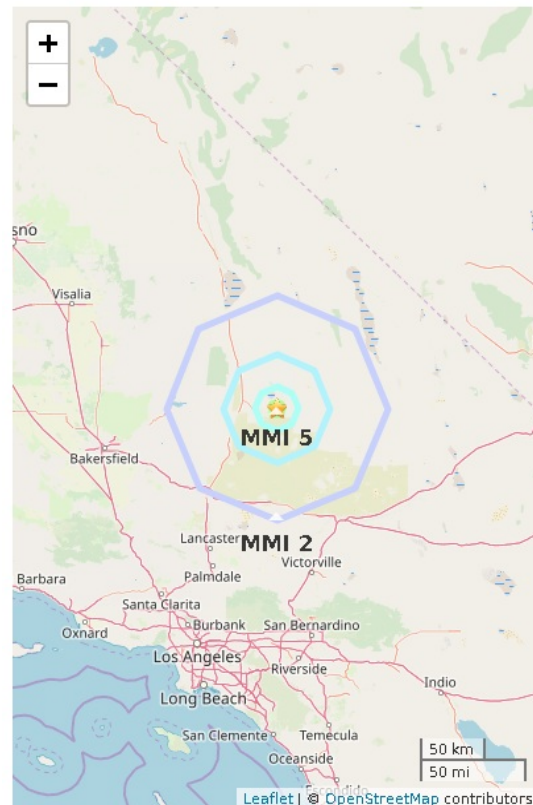 +
−
sno
Visalia
MMI 5
Bakersfield
MMI 2
Lancaster
Victorville
Palmdale
Barbara
Santa Clarita
Oxnard
Burbank
San Bernardino
Los Angeles
Riverside
Long Beach
Indio
San Clemente
Temecula
50 km
Oceanside
50 mi
Escondido
Leaflet | © OpenStreetMap contributors